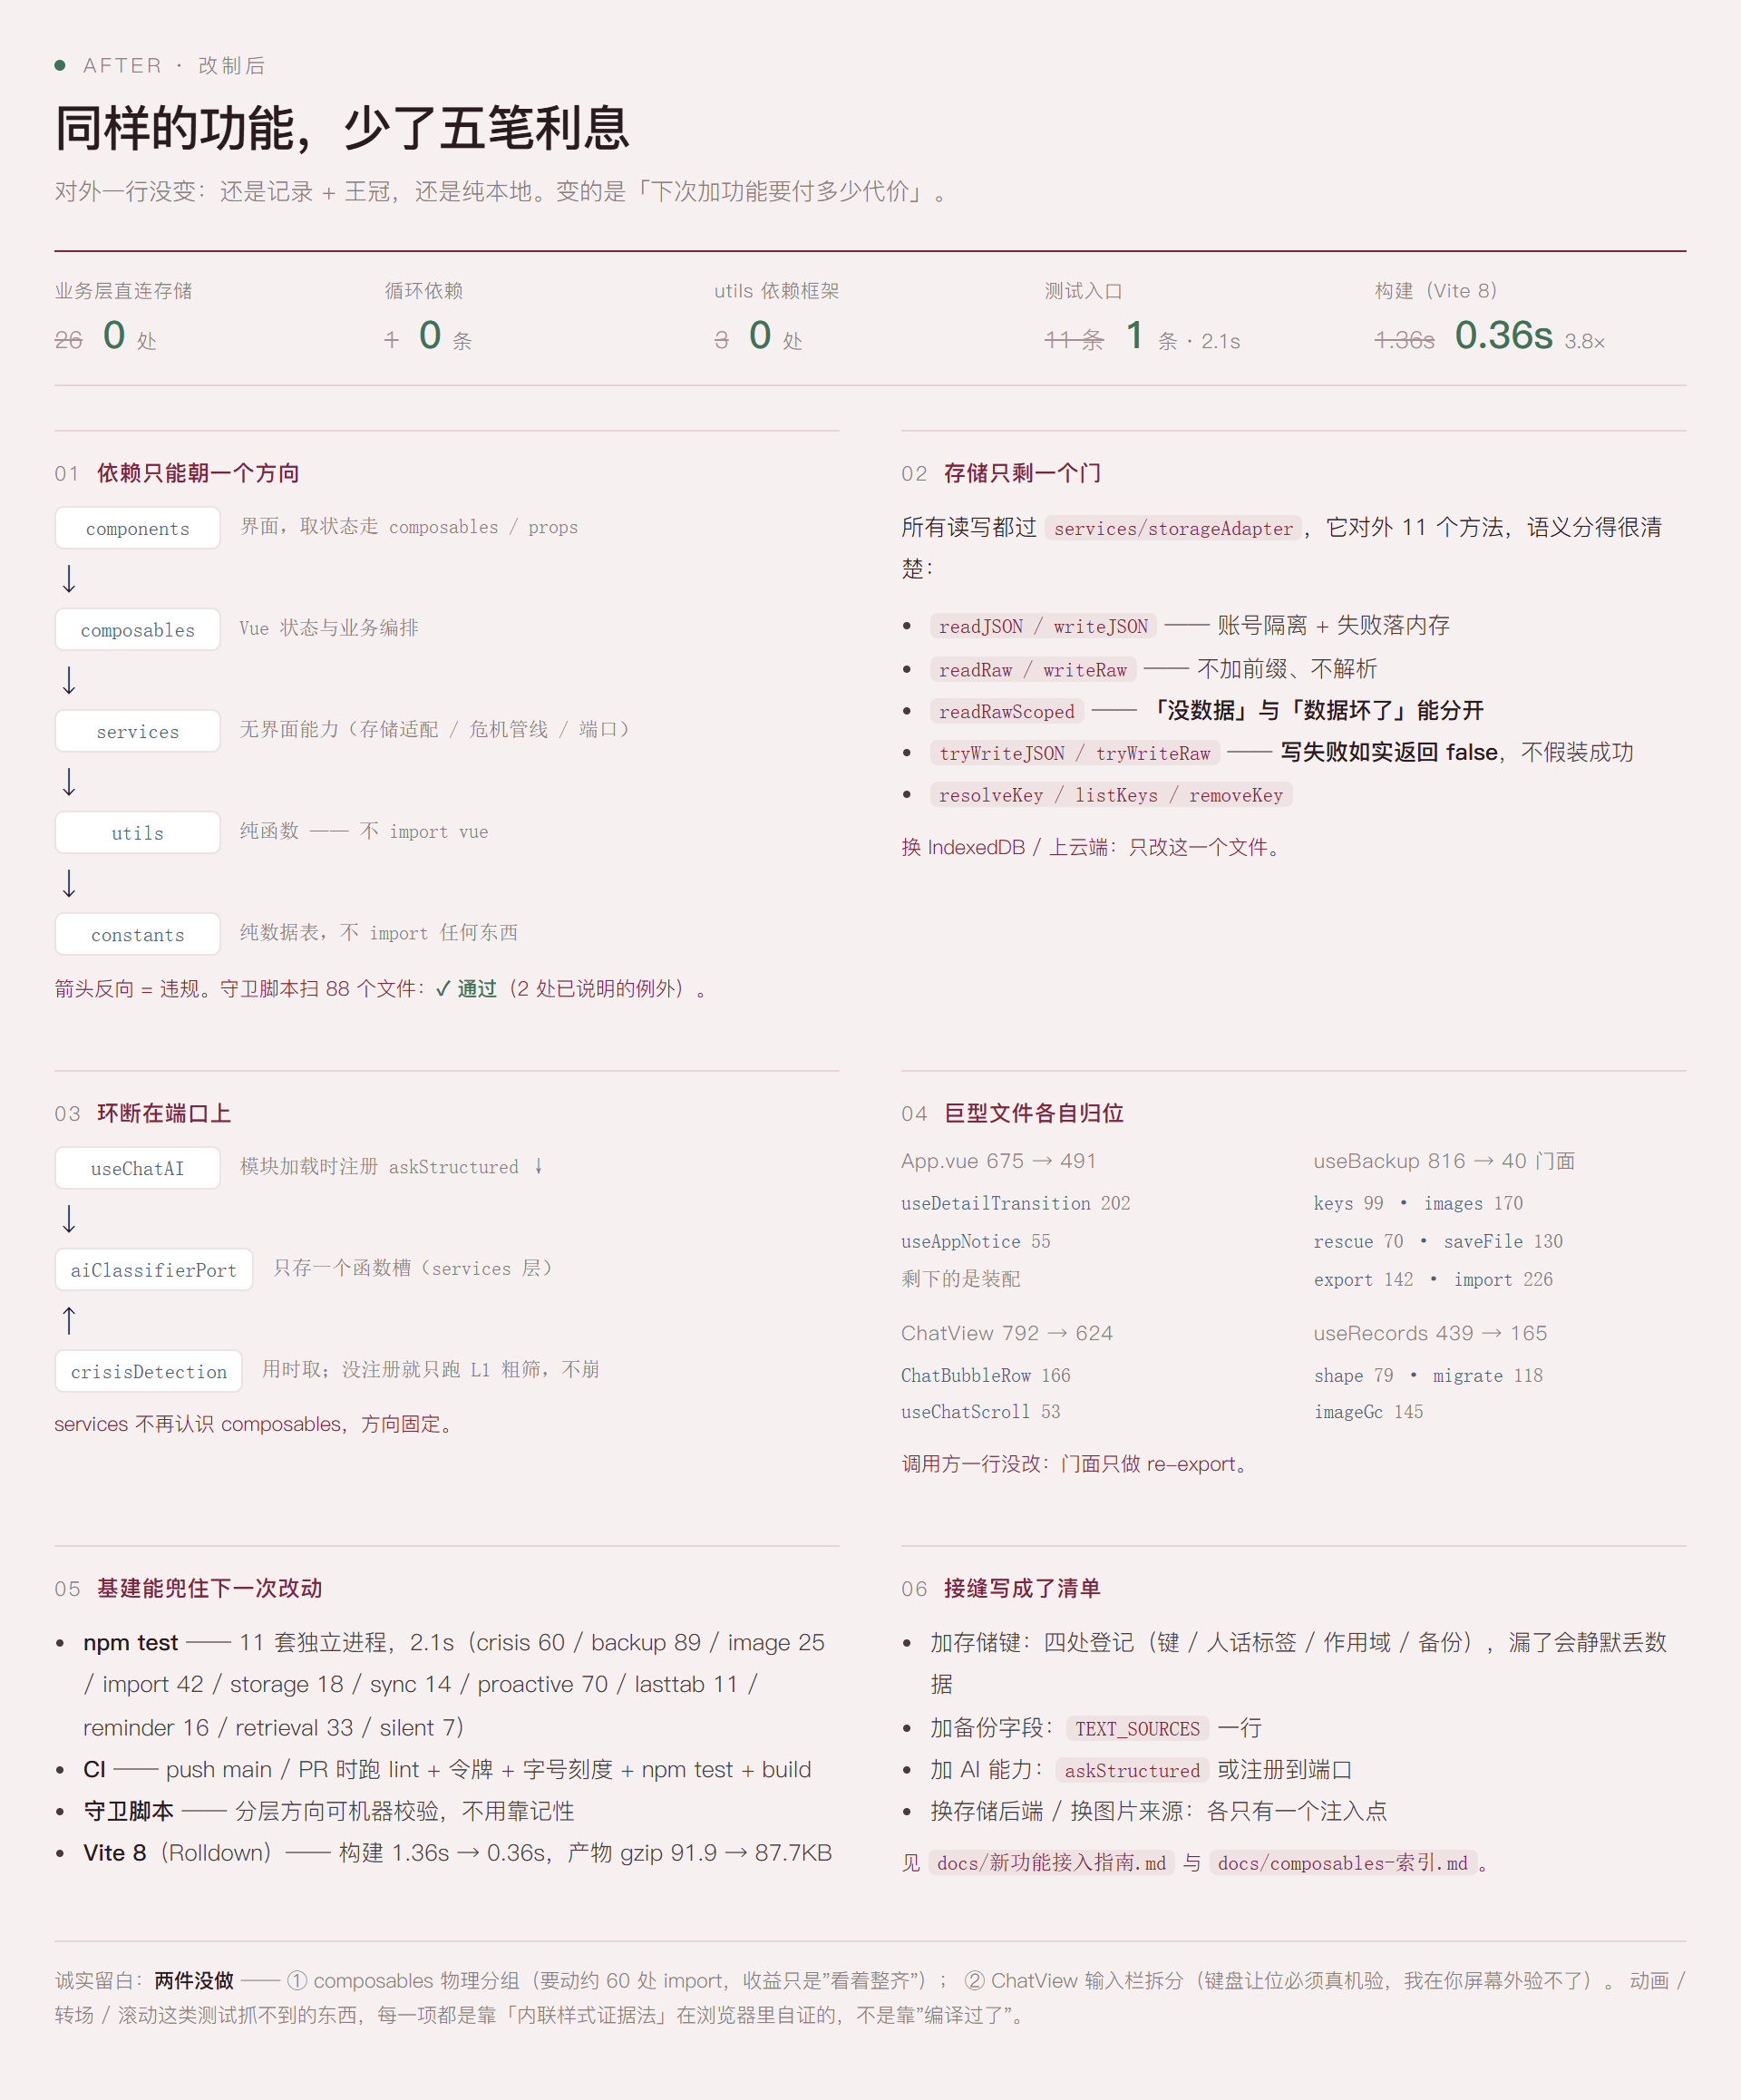 AFTER · 改制后
同样的功能，少了五笔利息
对外一行没变：还是记录 + 王冠，还是纯本地。变的是「下次加功能要付多少代价」。
业务层直连存储
26 0 处
循环依赖
1 0 条
utils 依赖框架
3 0 处
测试入口
11 条 1 条 · 2.1s
构建（Vite 8）
1.36s 0.36s 3.8×
01 依赖只能朝一个方向
components 界面，取状态走 composables / props
↓
composables Vue 状态与业务编排
↓
services 无界面能力（存储适配 / 危机管线 / 端口）
↓
utils 纯函数 —— 不 import vue
↓
constants 纯数据表，不 import 任何东西
箭头反向 = 违规。守卫脚本扫 88 个文件：✓ 通过（2 处已说明的例外）。
02 存储只剩一个门
所有读写都过 services/storageAdapter，它对外 11 个方法，语义分得很清
楚：
• readJSON / writeJSON —— 账号隔离 + 失败落内存
• readRaw / writeRaw —— 不加前缀、不解析
• readRawScoped —— 「没数据」与「数据坏了」能分开
• tryWriteJSON / tryWriteRaw —— 写失败如实返回 false，不假装成功
• resolveKey / listKeys / removeKey
换 IndexedDB / 上云端：只改这一个文件。
03 环断在端口上
useChatAI 模块加载时注册 askStructured ↓
↓
aiClassifierPort 只存一个函数槽（services 层）
↑
crisisDetection 用时取；没注册就只跑 L1 粗筛，不崩
services 不再认识 composables，方向固定。
04 巨型文件各自归位
App.vue 675 → 491
useDetailTransition 202
useAppNotice 55
剩下的是装配
useBackup 816 → 40 门面
keys 99 • images 170
rescue 70 • saveFile 130
export 142 • import 226
ChatView 792 → 624
ChatBubbleRow 166
useChatScroll 53
useRecords 439 → 165
shape 79 • migrate 118
imageGc 145
调用方一行没改：门面只做 re-export。
05 基建能兜住下一次改动
• npm test —— 11 套独立进程，2.1s（crisis 60 / backup 89 / image 25
/ import 42 / storage 18 / sync 14 / proactive 70 / lasttab 11 /
reminder 16 / retrieval 33 / silent 7）
• CI —— push main / PR 时跑 lint + 令牌 + 字号刻度 + npm test + build
• 守卫脚本 —— 分层方向可机器校验，不用靠记性
• Vite 8（Rolldown）—— 构建 1.36s → 0.36s，产物 gzip 91.9 → 87.7KB
06 接缝写成了清单
• 加存储键：四处登记（键 / 人话标签 / 作用域 / 备份），漏了会静默丢数
据
• 加备份字段：TEXT_SOURCES 一行
• 加 AI 能力：askStructured 或注册到端口
• 换存储后端 / 换图片来源：各只有一个注入点
见 docs/新功能接入指南.md 与 docs/composables-索引.md。
诚实留白：两件没做 —— ① composables 物理分组（要动约 60 处 import，收益只是”看着整齐”）； ② ChatView 输入栏拆分（键盘让位必须真机验，我在你屏幕外验不了）。 动画 /
转场 / 滚动这类测试抓不到的东西，每一项都是靠「内联样式证据法」在浏览器里自证的，不是靠”编译过了”。